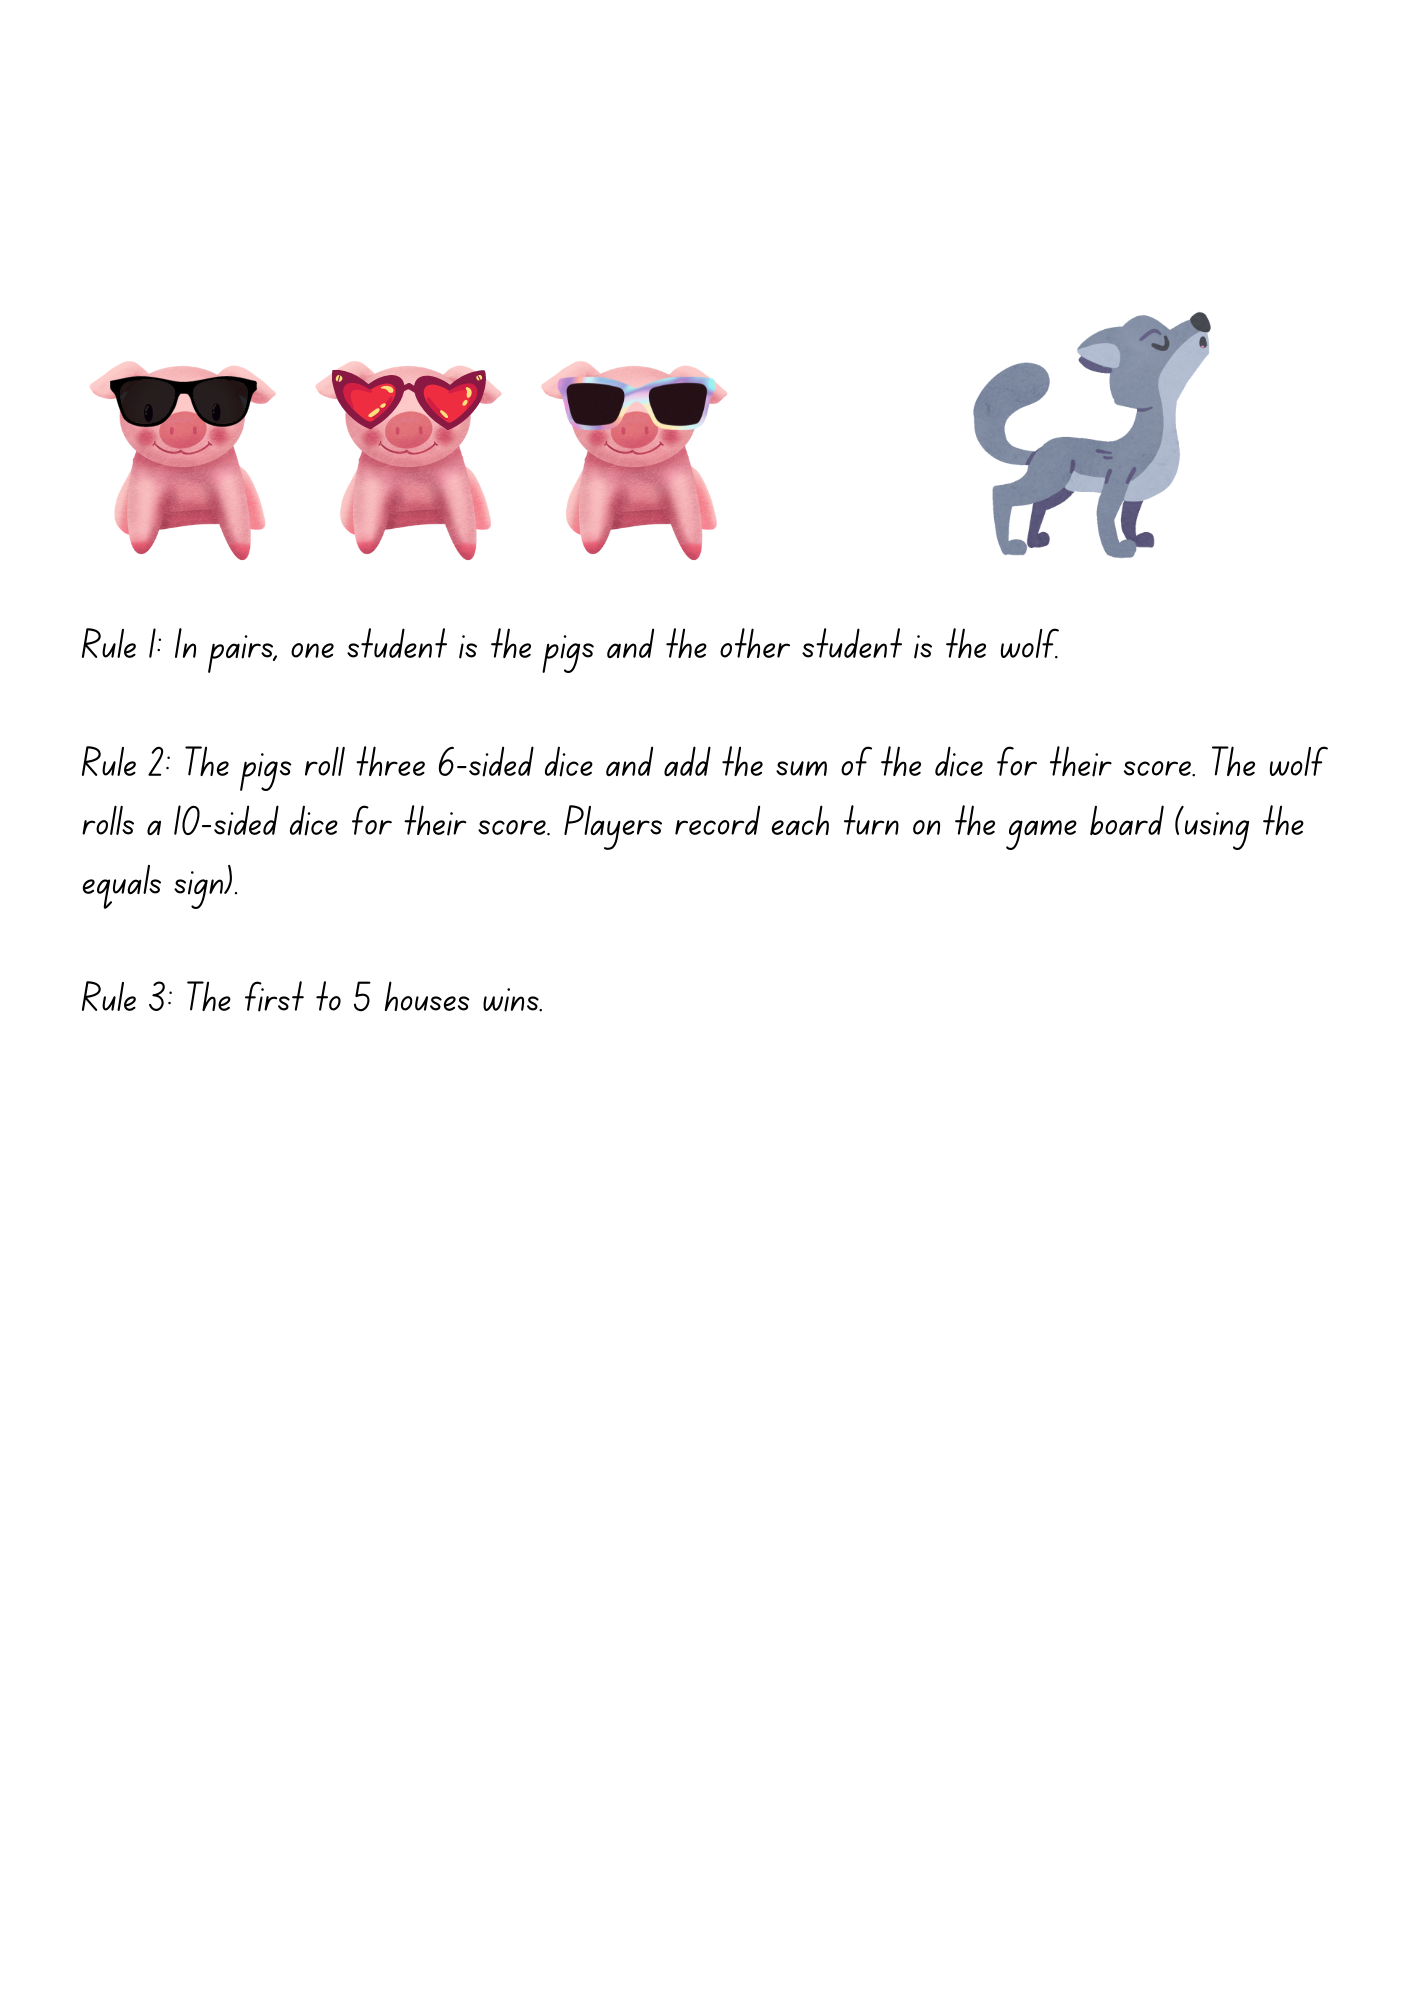 Rule 1: In pairs, one student is the pigs and the other student is the wolf.
Rule 2: The pigs roll three 6-sided dice and add the sum of the dice for their score. The wolf
rolls a 10-sided dice for their score. Players record each turn on the game board (using the
equals sign).
Rule 3: The first to 5 houses wins.